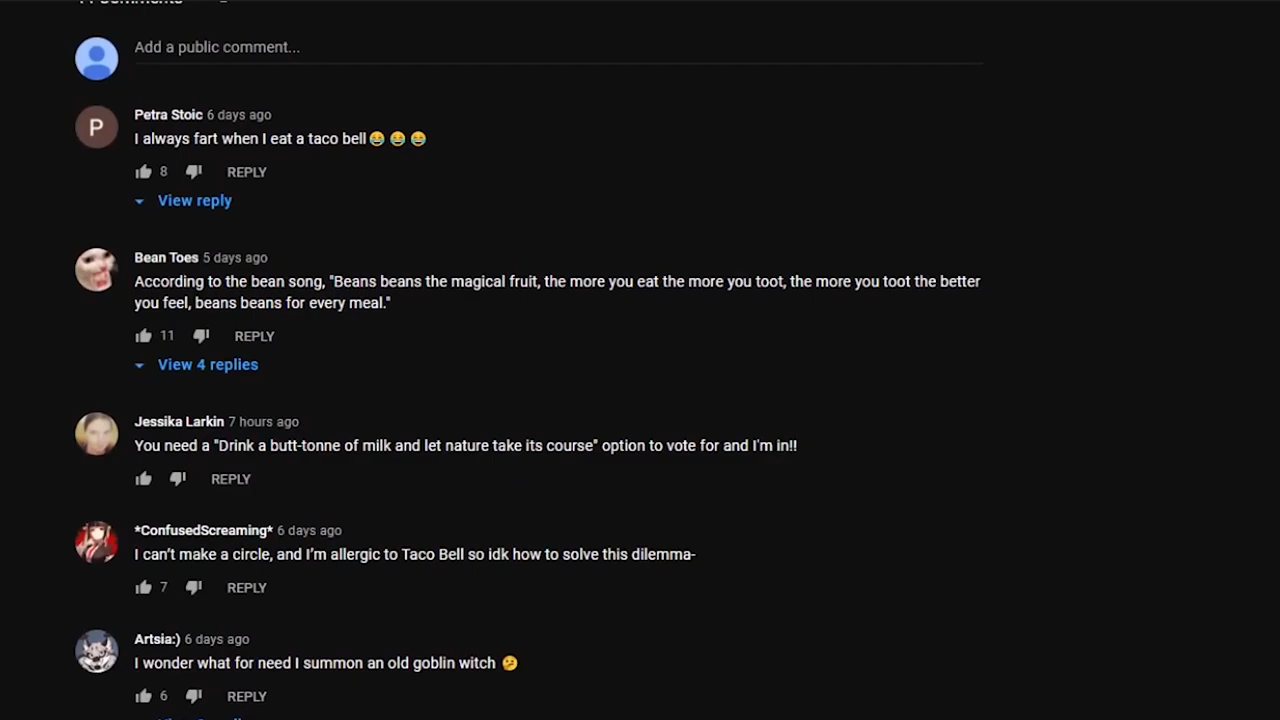 Comments
Add a public comment...
Petra Stoic 6 days ago
P
I always fart when I eat a taco bell😂 😂 😂
8 REPLY
View reply
Bean Toes 5 days ago
According to the bean song, "Beans beans the magical fruit, the more you eat the more you toot, the more you toot the better
you feel, beans beans for every meal."
11 REPLY
View 4 replies
Jessika Larkin 7 hours ago
You need a "Drink a butt-tonne of milk and let nature take its course" option to vote for and I'm in!!
REPLY
*ConfusedScreaming* 6 days ago
I can’t make a circle, and I’m allergic to Taco Bell so idk how to solve this dilemma-
7 REPLY
Artsia:) 6 days ago
I wonder what for need I summon an old goblin witch 🤔
6 REPLY